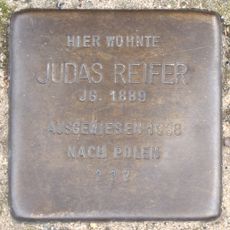 HIER WOHNTE
JUDAS REIFER
JG. 1889
AUSGEWIESEN 1938
NACH POLEN
???